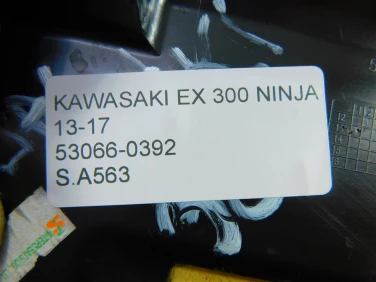 KAWASAKI EX 300 NINJA
13-17
53066-0392
S.A563